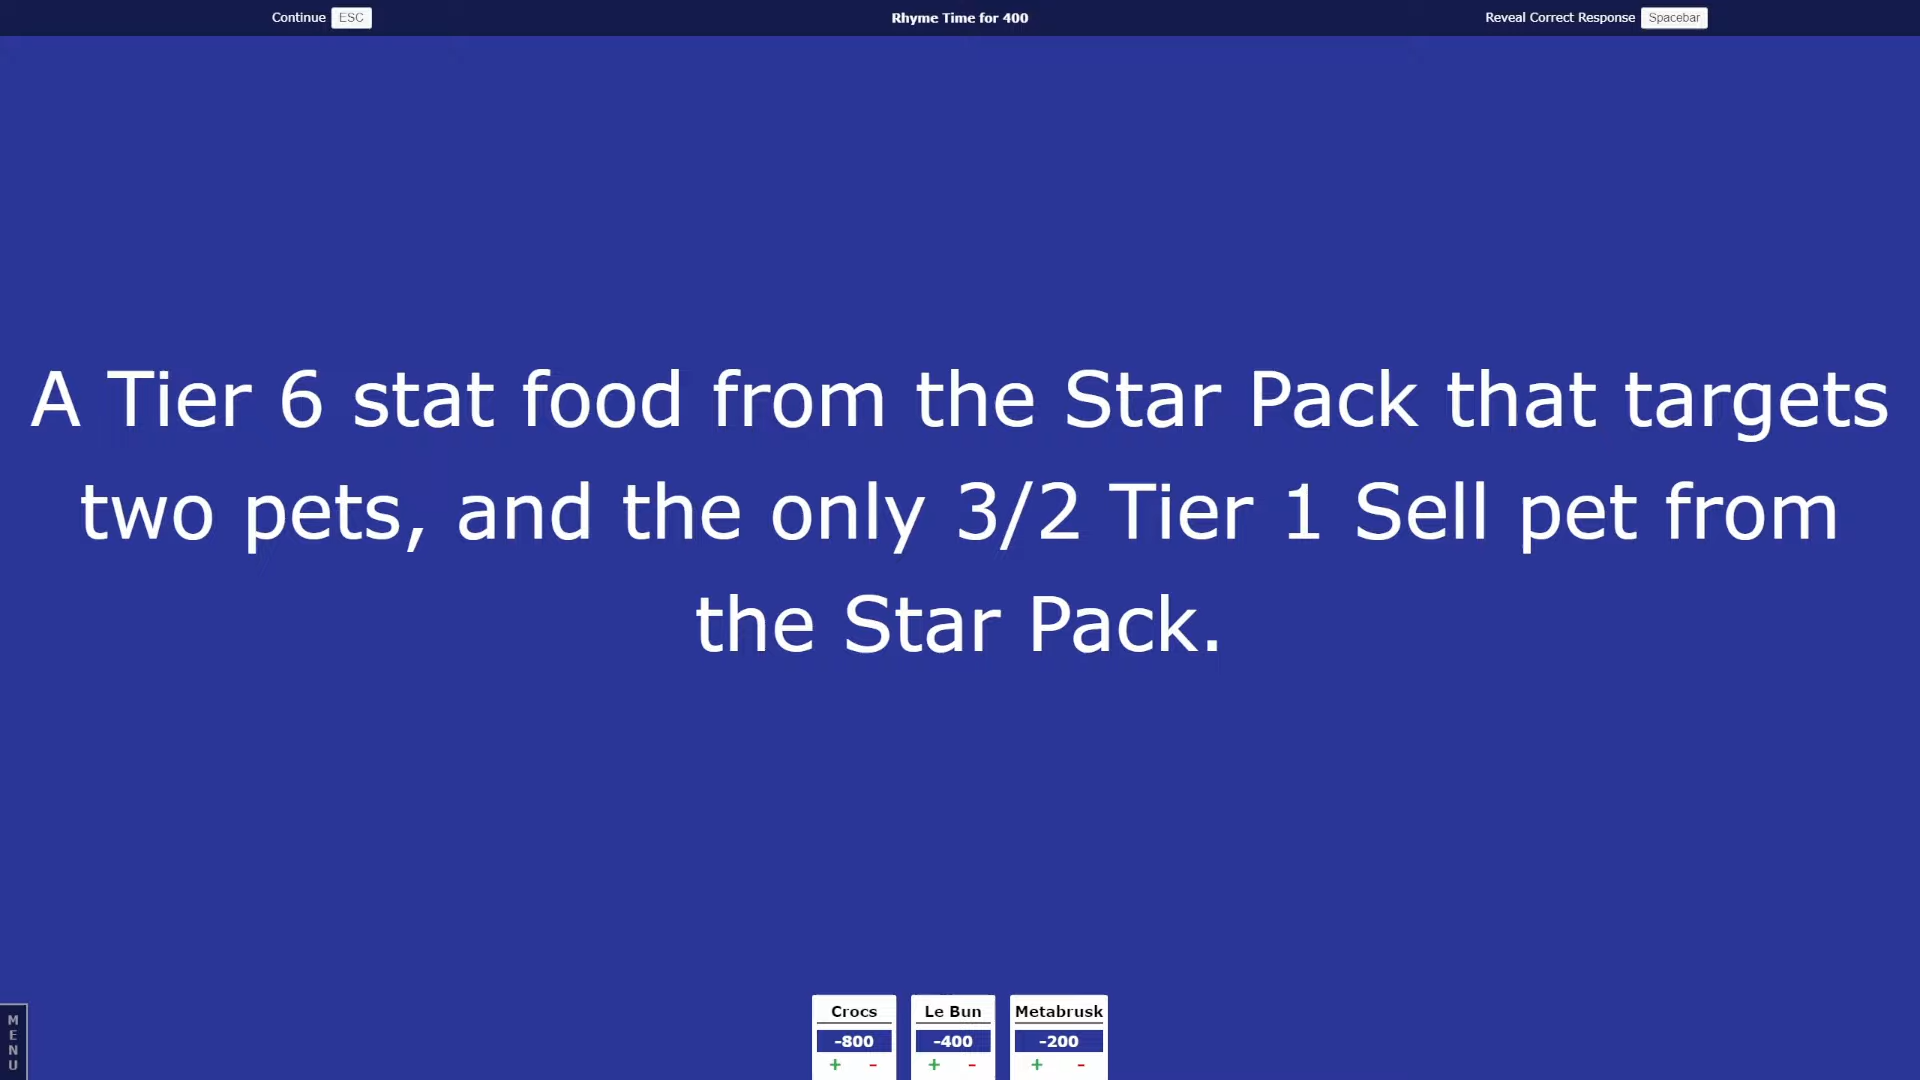 Continue ESC Rhyme Time for 400 Reveal Correct Response Spacebar
A Tier 6 stat food from the Star Pack that targets
two pets, and the only 3/2 Tier 1 Sell pet from
the Star Pack.
MENU
Crocs Le Bun Metabrusk
-800 -400 -200
+ - + - + -